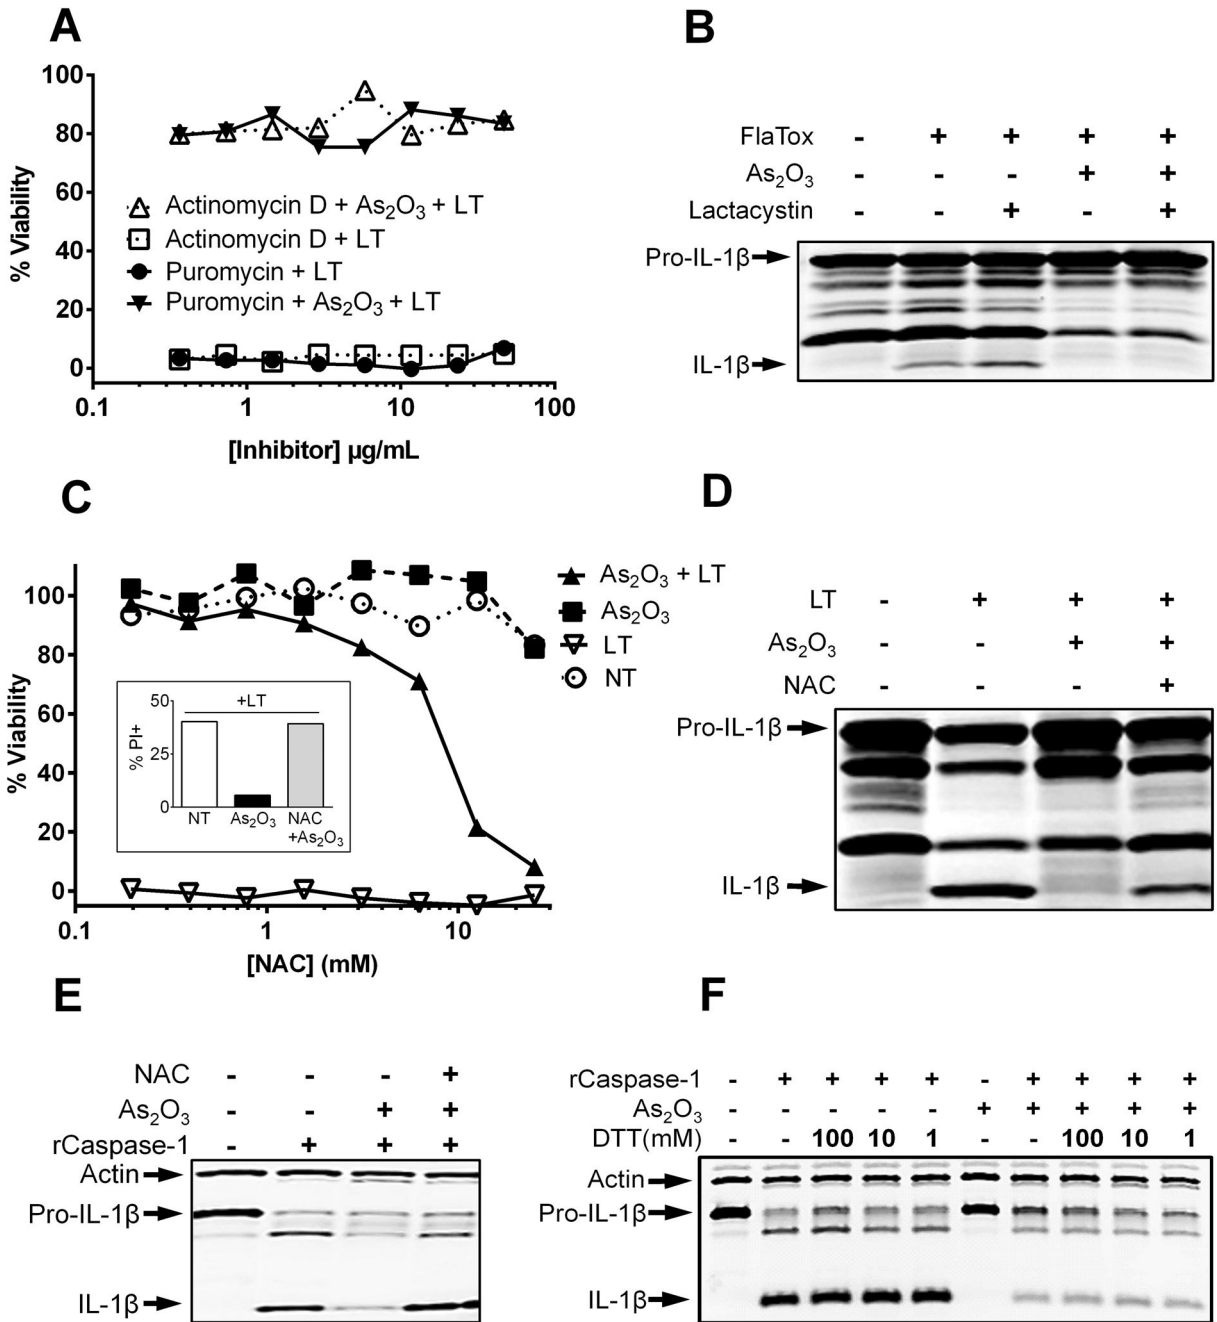 A
100
80
60
40
20
0
% Viability
Actinomycin D + As₂O₃ + LT
Actinomycin D + LT
Puromycin + LT
Puromycin + As₂O₃ + LT
0.1 1 10 100
[Inhibitor] µg/mL
B
FlaTox - + + + +
As₂O₃ - - - + +
Lactacystin - - + - +
Pro-IL-1β
IL-1β
C
100
80
60
40
20
0
% Viability
As₂O₃ + LT
As₂O₃
LT
NT
+LT
50
25
0
% PI+
NT As₂O₃ NAC
+As₂O₃
0.1 1 10
[NAC] (mM)
D
LT - + + +
As₂O₃ - - + +
NAC - - - +
Pro-IL-1β
IL-1β
E
NAC - - - +
As₂O₃ - - + +
rCaspase-1 - + + +
Actin
Pro-IL-1β
IL-1β
F
rCaspase-1 - + + + + - + + + +
As₂O₃ - - - - - + + + + +
DTT(mM) - - 100 10 1 - - 100 10 1
Actin
Pro-IL-1β
IL-1β